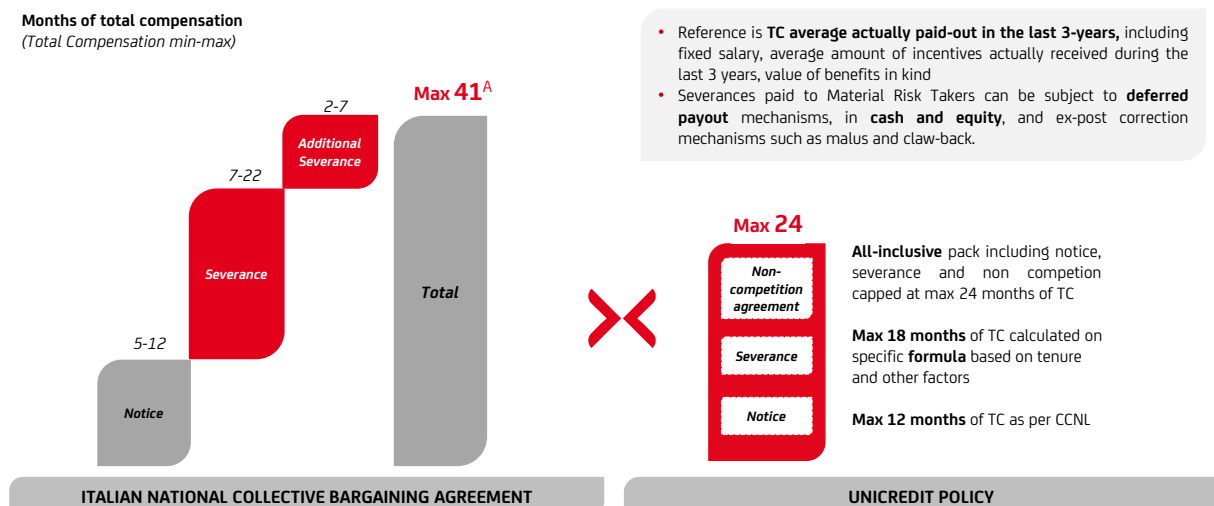 Months of total compensation
(Total Compensation min-max)
Max 41A
2-7
Additional
Severance
7-22
Severance
Total
5-12
Notice
• Reference is TC average actually paid-out in the last 3-years, including
fixed salary, average amount of incentives actually received during the
last 3 years, value of benefits in kind
• Severances paid to Material Risk Takers can be subject to deferred
payout mechanisms, in cash and equity, and ex-post correction
mechanisms such as malus and claw-back.
Max 24
Non-
competition
agreement
Severance
Notice
All-inclusive pack including notice,
severance and non competion
capped at max 24 months of TC
Max 18 months of TC calculated on
specific formula based on tenure
and other factors
Max 12 months of TC as per CCNL
ITALIAN NATIONAL COLLECTIVE BARGAINING AGREEMENT
UNICREDIT POLICY